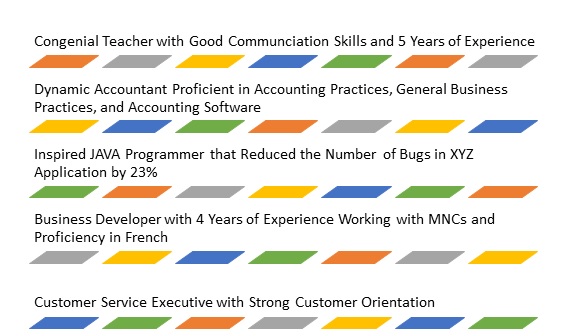 Congenial Teacher with Good Communciation Skills and 5 Years of Experience
Dynamic Accountant Proficient in Accounting Practices, General Business
Practices, and Accounting Software
Inspired JAVA Programmer that Reduced the Number of Bugs in XYZ
Application by 23%
Business Developer with 4 Years of Experience Working with MNCs and
Proficiency in French
Customer Service Executive with Strong Customer Orientation